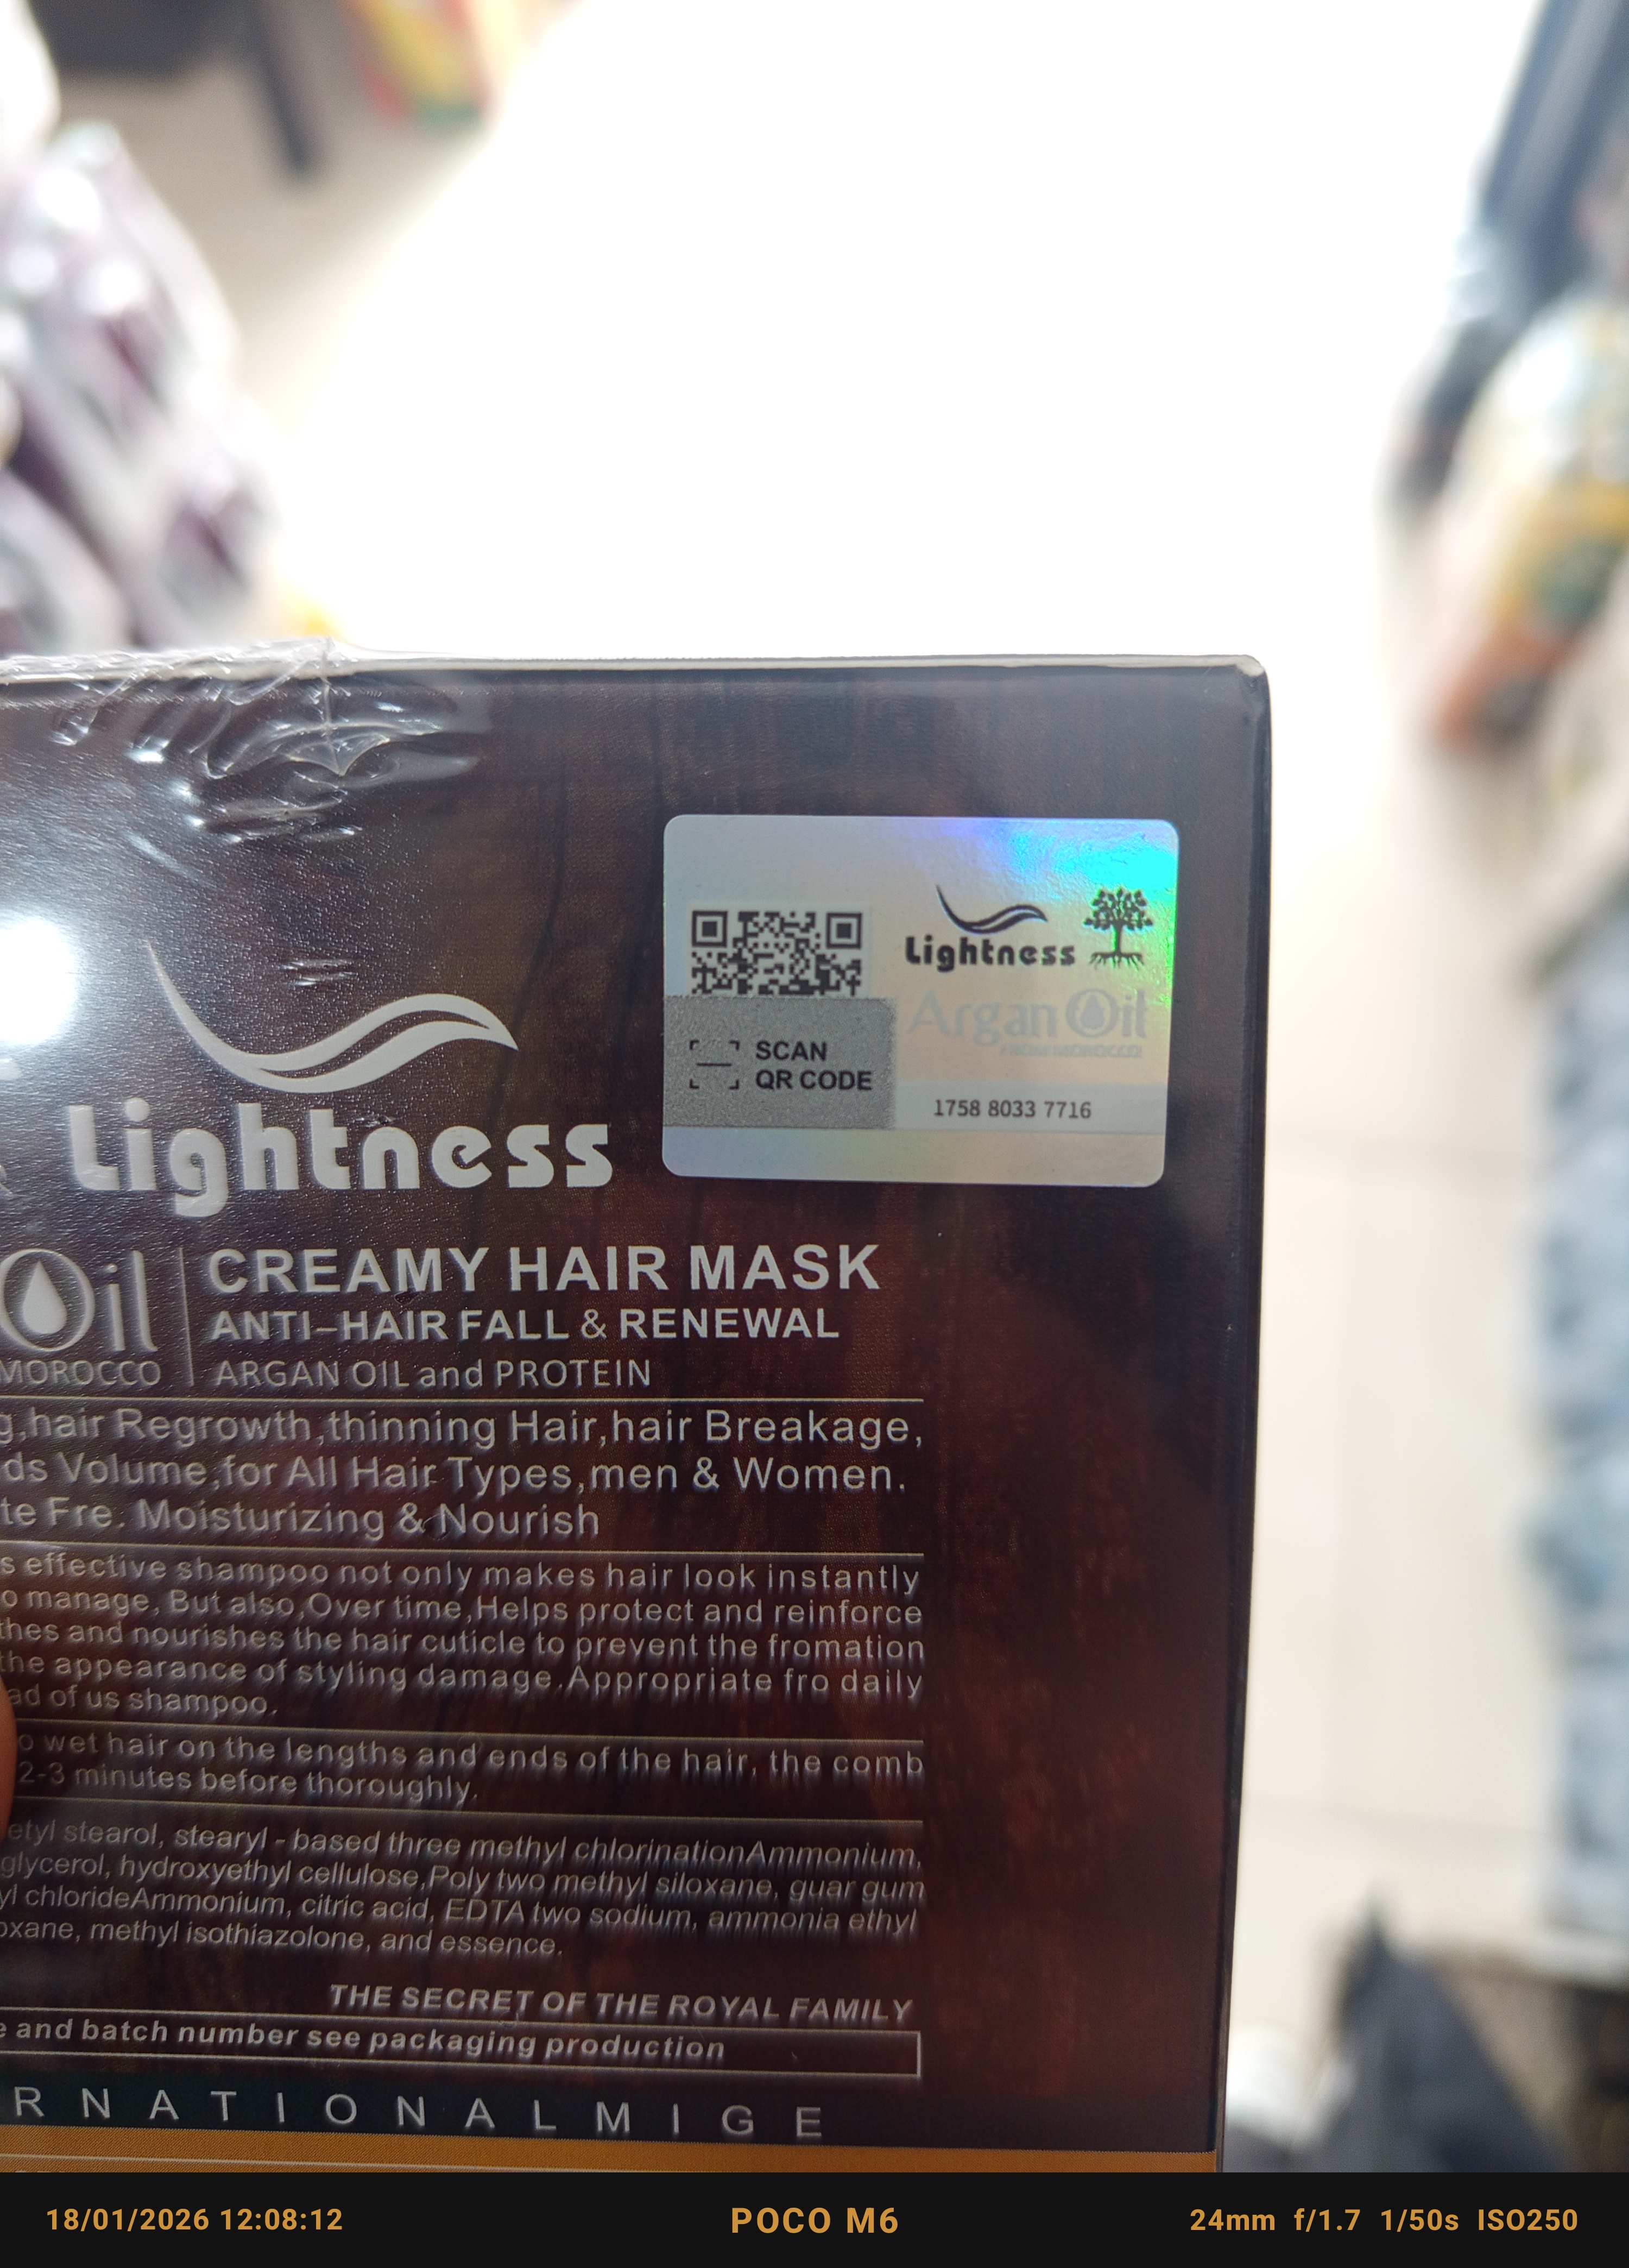 Lightness
Argan Oil
FROM MOROCCO
SCAN
QR CODE
1758 8033 7716
Lightness
Oil
MOROCCO
CREAMY HAIR MASK
ANTI-HAIR FALL & RENEWAL
ARGAN OIL and PROTEIN
g,hair Regrowth,thinning Hair,hair Breakage,
ds Volume,for All Hair Types,men & Women.
te Fre. Moisturizing & Nourish
s effective shampoo not only makes hair look instantly
o manage, But also,Over time,Helps protect and reinforce
thes and nourishes the hair cuticle to prevent the fromation
the appearance of styling damage.Appropriate fro daily
ad of us shampoo.
o wet hair on the lengths and ends of the hair, the comb
2-3 minutes before thoroughly.
etyl stearol, stearyl - based three methyl chlorinationAmmonium,
glycerol, hydroxyethyl cellulose,Poly two methyl siloxane, guar gum
yl chlorideAmmonium, citric acid, EDTA two sodium, ammonia ethyl
oxane, methyl isothiazolone, and essence.
THE SECRET OF THE ROYAL FAMILY
e and batch number see packaging production
RNATIONALMIGE
18/01/2026 12:08:12
POCO M6
24mm f/1.7 1/50s ISO250